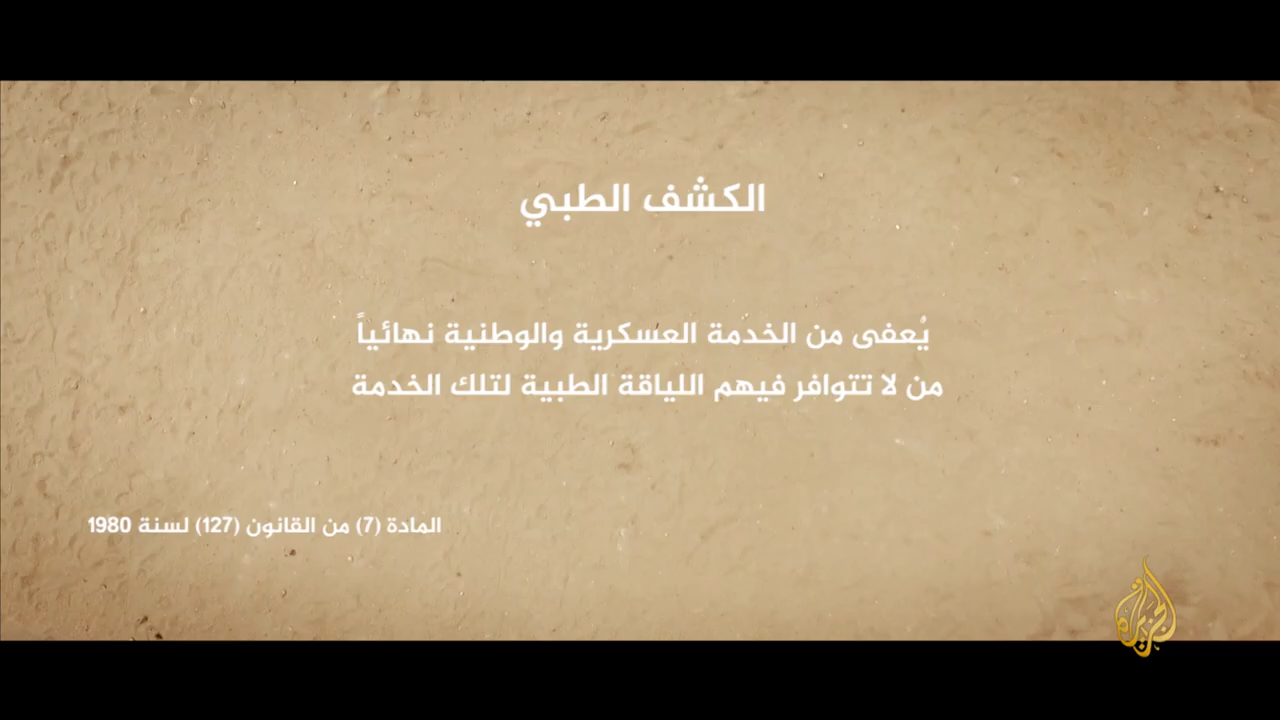 الكشف الطبي
يُعفى من الخدمة العسكرية والوطنية نهائياً
من لا تتوافر فيهم اللياقة الطبية لتلك الخدمة
المادة (7) من القانون (127) لسنة 1980
الجزيرة